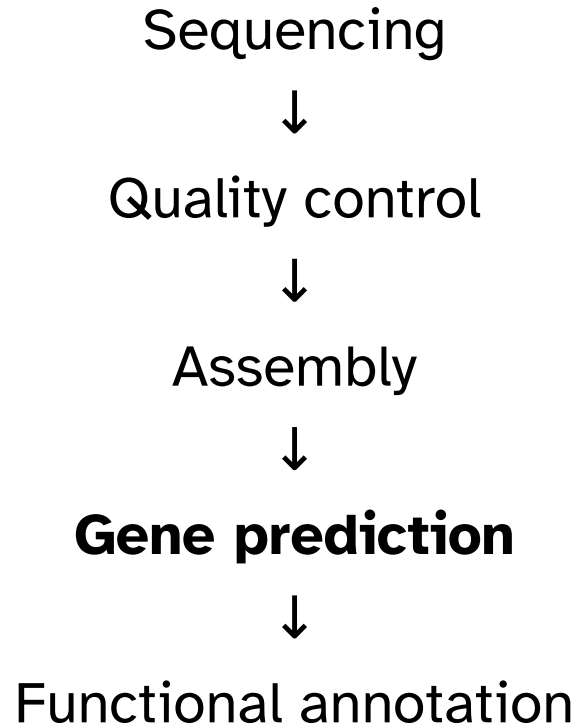 Sequencing
↓
Quality control
↓
Assembly
↓
Gene prediction
↓
Functional annotation